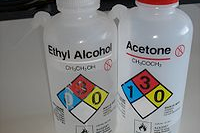 Ethyl Alcohol
CH₃CH₂OH
0
Acetone
CH₃COCH₃
3
1 0